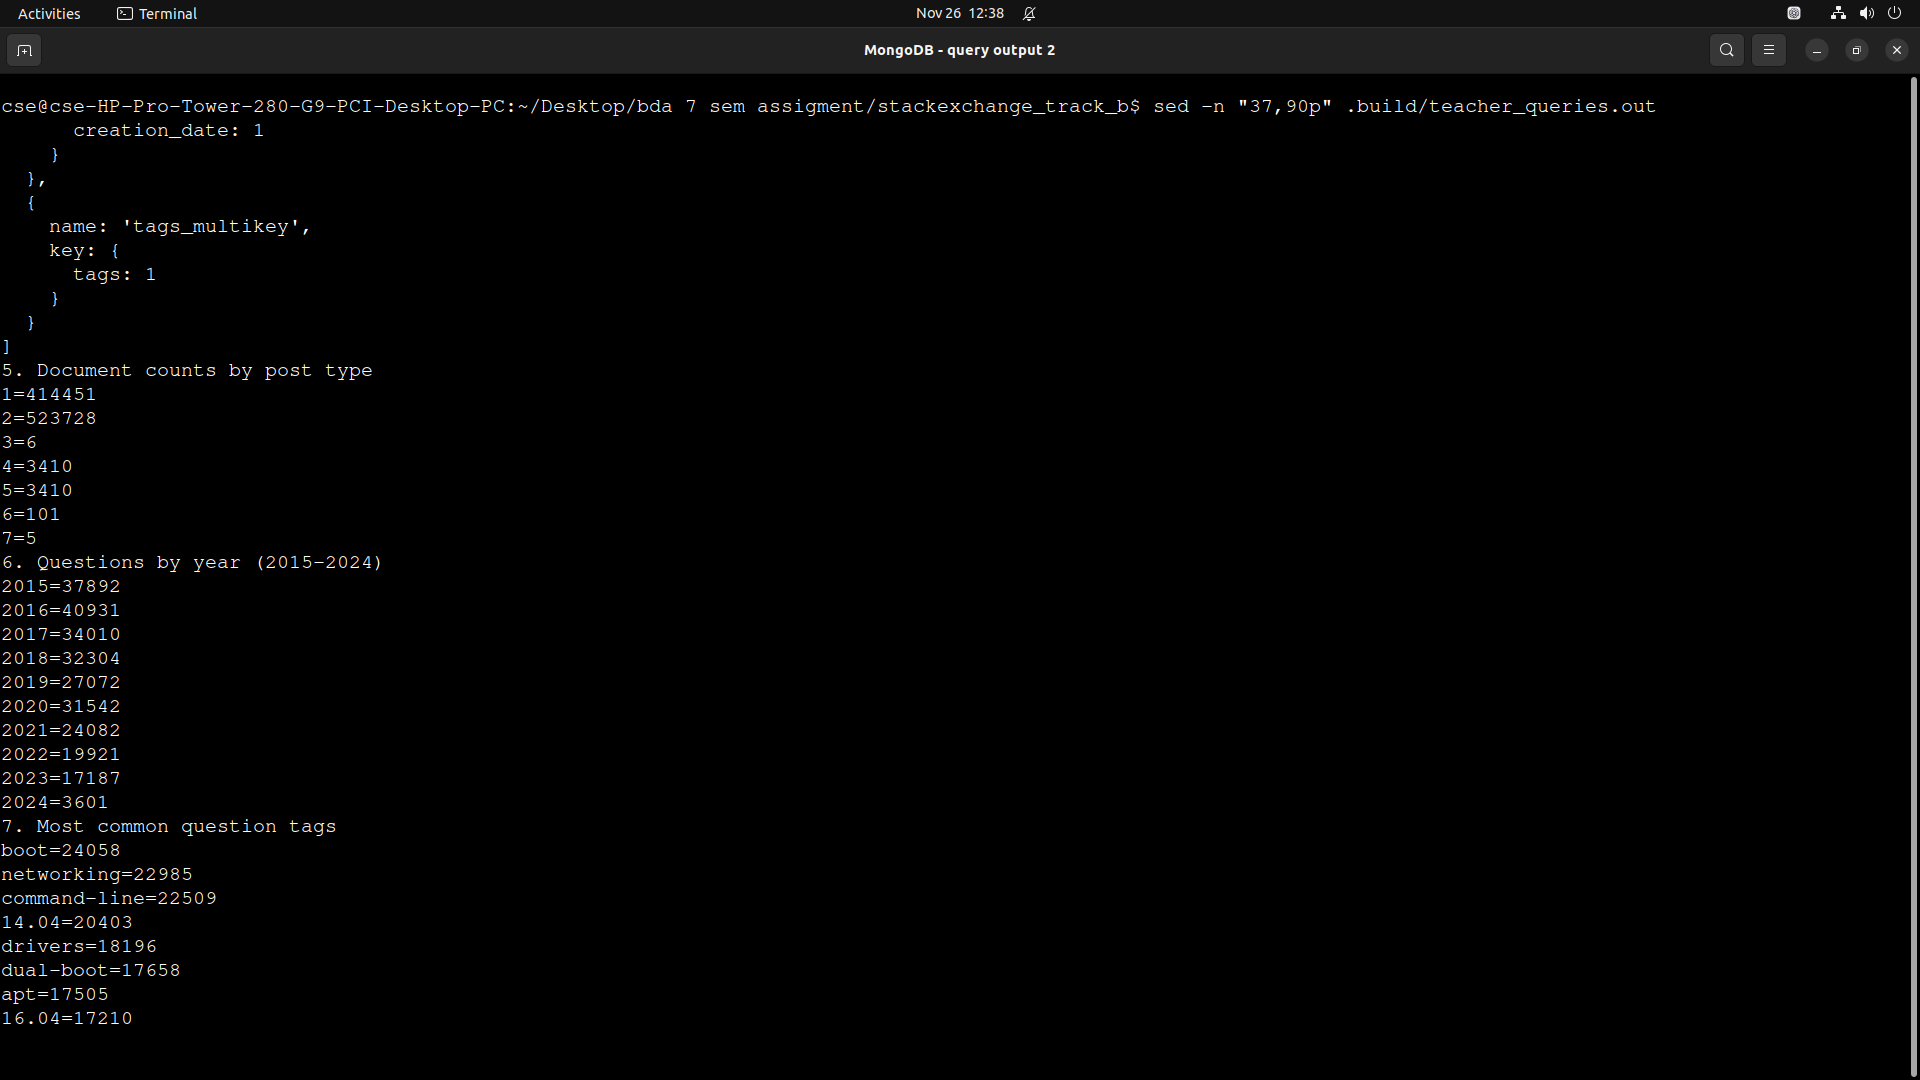 Activities
Terminal
Nov 26 12:38
MongoDB - query output 2
cse@cse-HP-Pro-Tower-280-G9-PCI-Desktop-PC:~/Desktop/bda 7 sem assigment/stackexchange_track_b$ sed -n "37,90p" .build/teacher_queries.out
      creation_date: 1
    }
  },
  {
    name: 'tags_multikey',
    key: {
      tags: 1
    }
  }
]
5. Document counts by post type
1=414451
2=523728
3=6
4=3410
5=3410
6=101
7=5
6. Questions by year (2015-2024)
2015=37892
2016=40931
2017=34010
2018=32304
2019=27072
2020=31542
2021=24082
2022=19921
2023=17187
2024=3601
7. Most common question tags
boot=24058
networking=22985
command-line=22509
14.04=20403
drivers=18196
dual-boot=17658
apt=17505
16.04=17210